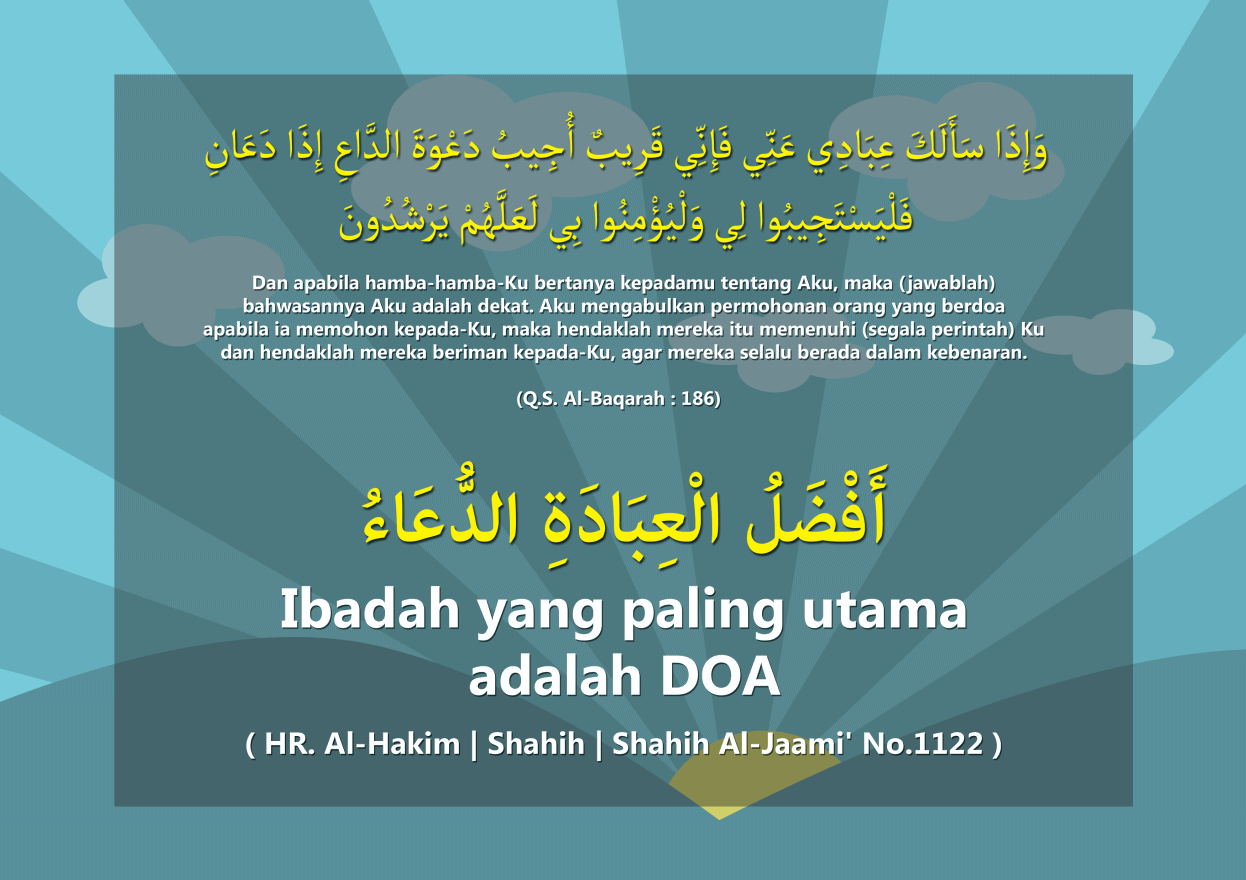 وَإِذَا سَأَلَكَ عِبَادِي عَنِّي فَإِنِّي قَرِيبٌ أُجِيبُ دَعْوَةَ الدَّاعِ إِذَا دَعَانِ
فَلْيَسْتَجِيبُوا لِي وَلْيُؤْمِنُوا بِي لَعَلَّهُمْ يَرْشُدُونَ
Dan apabila hamba-hamba-Ku bertanya kepadamu tentang Aku, maka (jawablah)
bahwasannya Aku adalah dekat. Aku mengabulkan permohonan orang yang berdoa
apabila ia memohon kepada-Ku, maka hendaklah mereka itu memenuhi (segala perintah) Ku
dan hendaklah mereka beriman kepada-Ku, agar mereka selalu berada dalam kebenaran.
(Q.S. Al-Baqarah : 186)
أَفْضَلُ الْعِبَادَةِ الدُّعَاءُ
Ibadah yang paling utama
adalah DOA
( HR. Al-Hakim | Shahih | Shahih Al-Jaami' No.1122 )